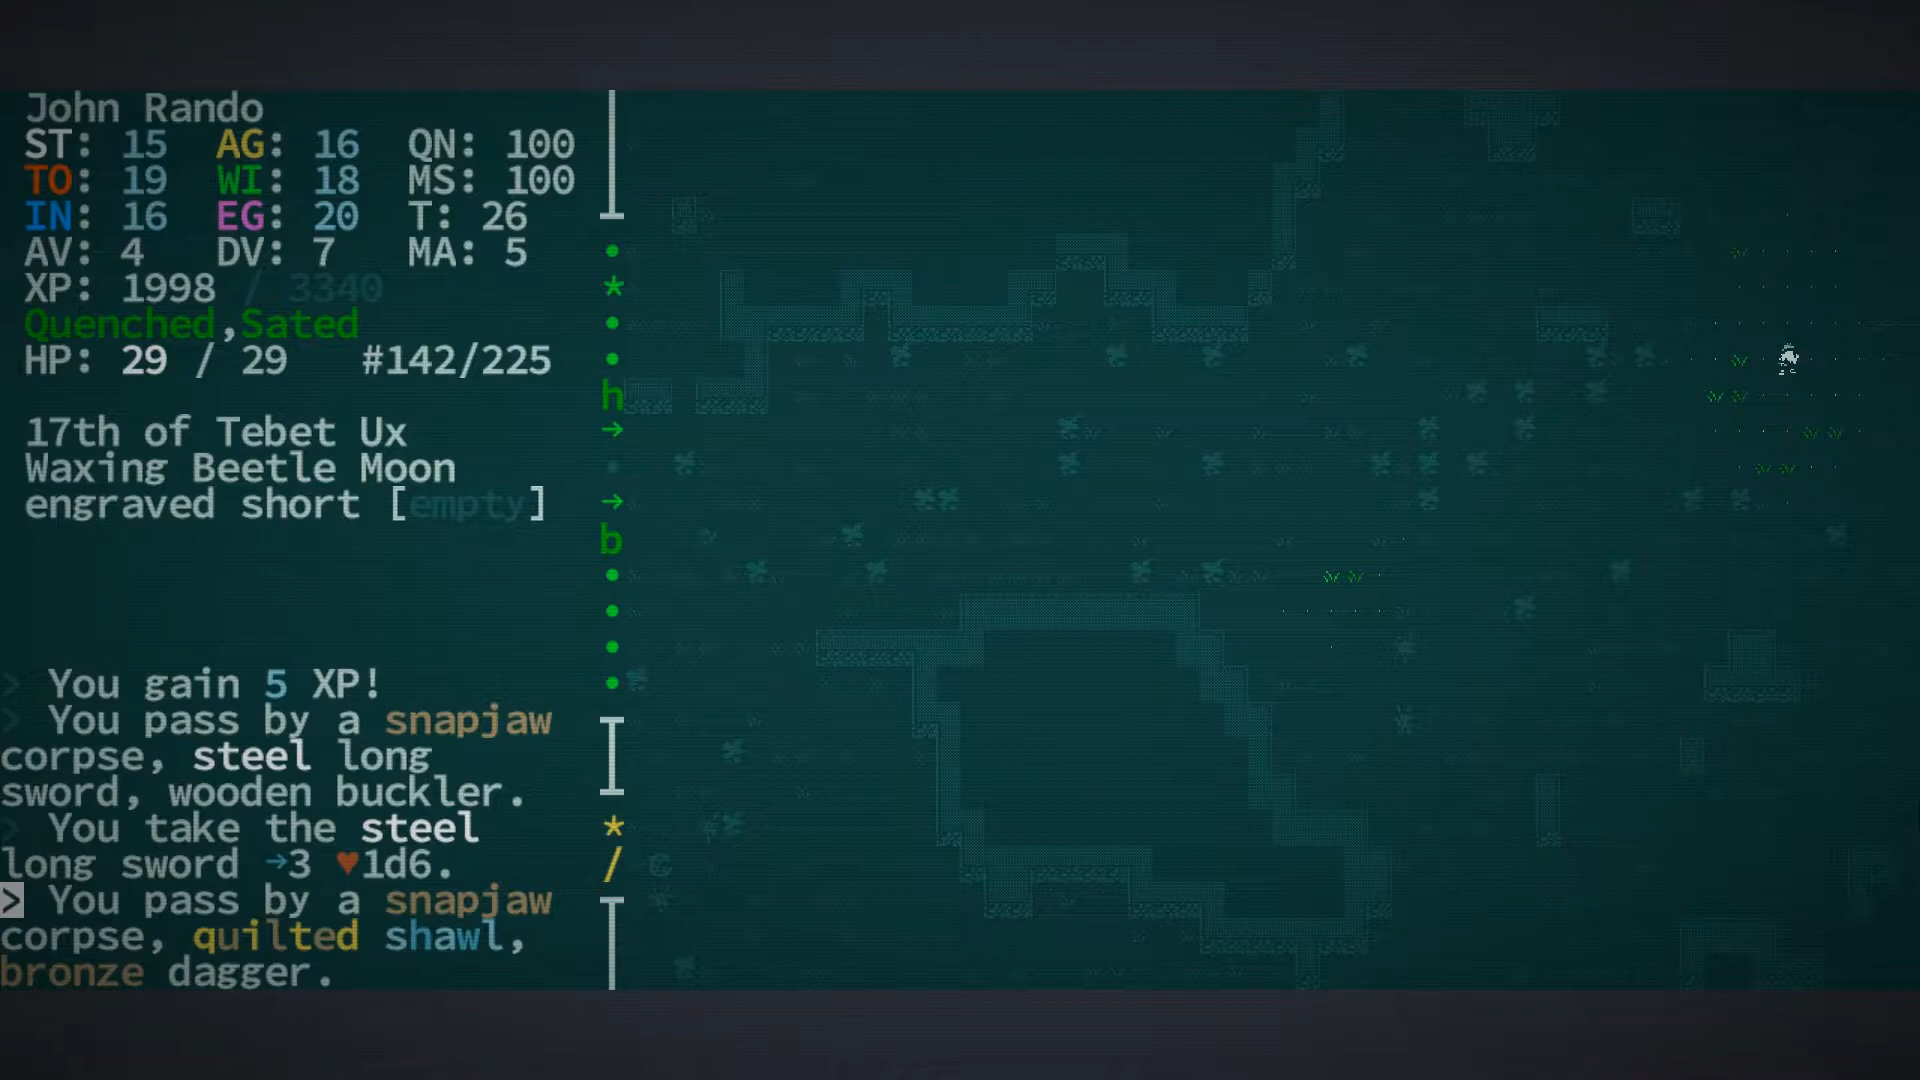 John Rando
ST: 15 AG: 16 QN: 100
TO: 19 WI: 18 MS: 100
IN: 16 EG: 20 T: 26
AV: 4 DV: 7 MA: 5
XP: 1998 / 3340
Quenched,Sated
HP: 29 / 29 #142/225
17th of Tebet Ux
Waxing Beetle Moon
engraved short [empty]
h
→
→
b
*
*
/
> You gain 5 XP!
> You pass by a snapjaw
corpse, steel long
sword, wooden buckler.
> You take the steel
long sword →3 ♥1d6.
> You pass by a snapjaw
corpse, quilted shawl,
bronze dagger.